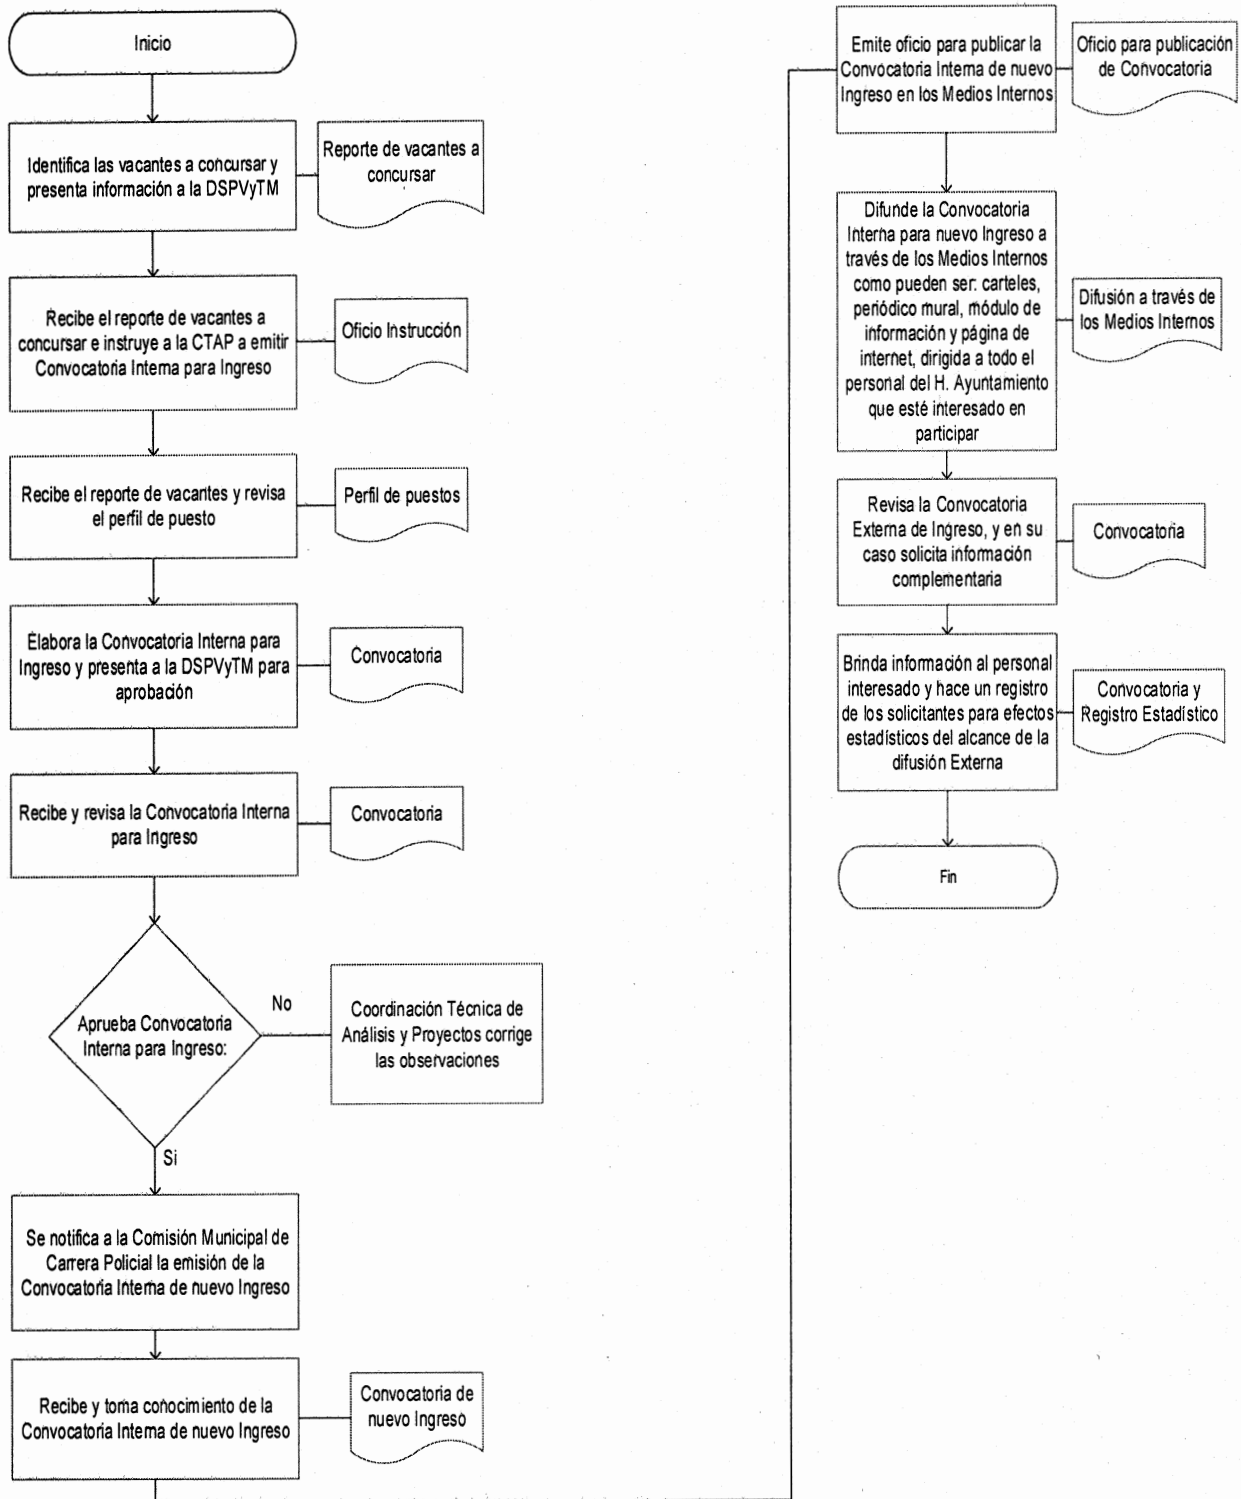 Inicio
Identifica las vacantes a concursar y
presenta información a la DSPVyTM
Reporte de vacantes a
concursar
Recibe el reporte de vacantes a
concursar e instruye a la CTAP a emitir
Convocatoria Interna para Ingreso
Oficio Instrucción
Recibe el reporte de vacantes y revisa
el perfil de puesto
Perfil de puestos
Elabora la Convocatoria Interna para
Ingreso y presenta a la DSPVyTM para
aprobación
Convocatoria
Recibe y revisa la Convocatoria Interna
para Ingreso
Convocatoria
Aprueba Convocatoria
Interna para Ingreso:
No
Coordinación Técnica de
Análisis y Proyectos corrige
las observaciones
Si
Se notifica a la Comisión Municipal de
Carrera Policial la emisión de la
Convocatoria Interna de nuevo Ingreso
Recibe y toma conocimiento de la
Convocatoria Interna de nuevo Ingreso
Convocatoria de
nuevo Ingreso
Emite oficio para publicar la
Convocatoria Interna de nuevo
Ingreso en los Medios Internos
Oficio para publicación
de Convocatoria
Difunde la Convocatoria
Interna para nuevo Ingreso a
través de los Medios Internos
como pueden ser: carteles,
periódico mural, módulo de
información y página de
internet, dirigida a todo el
personal del H. Ayuntamiento
que esté interesado en
participar
Difusión a través de
los Medios Internos
Revisa la Convocatoria
Externa de Ingreso, y en su
caso solicita información
complementaria
Convocatoria
Brinda información al personal
interesado y hace un registro
de los solicitantes para efectos
estadísticos del alcance de la
difusión Externa
Convocatoria y
Registro Estadístico
Fin